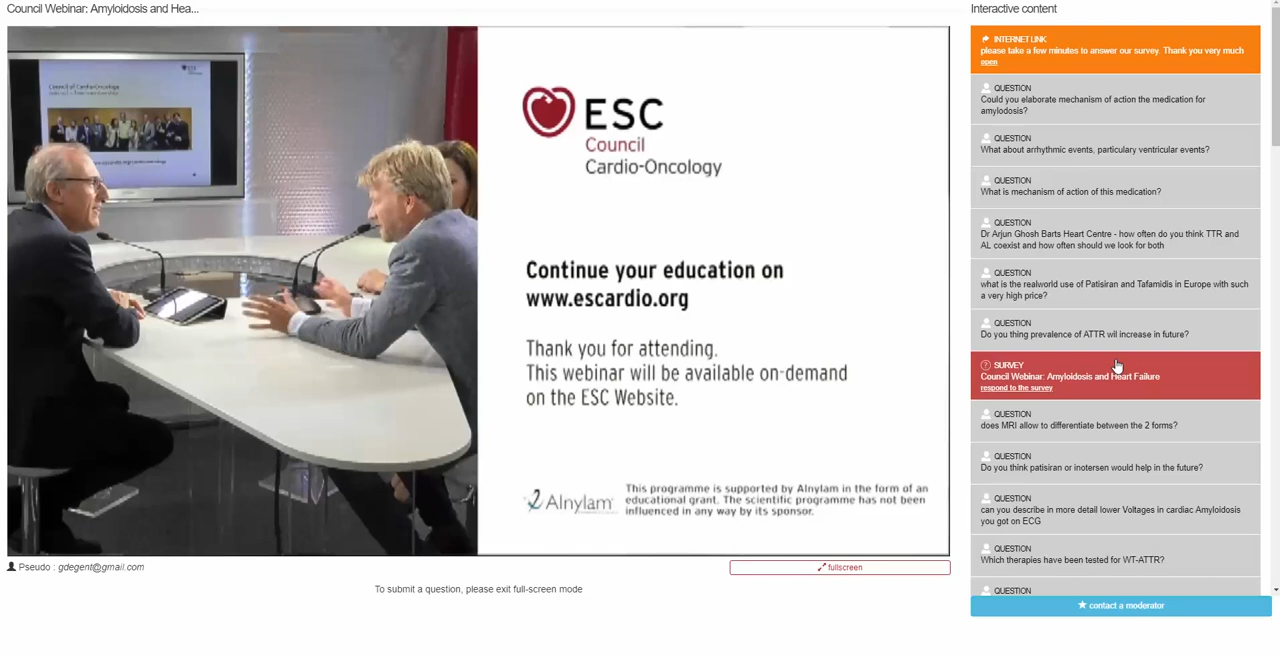 Council Webinar: Amyloidosis and Hea...
Council of Cardio-Oncology
ESC
Council
Cardio-Oncology
Continue your education on
www.escardio.org
Thank you for attending.
This webinar will be available on-demand
on the ESC Website.
Alnylam
This programme is supported by Alnylam in the form of an
educational grant. The scientific programme has not been
influenced in any way by its sponsor.
Pseudo : gdegent@gmail.com
fullscreen
To submit a question, please exit full-screen mode
Interactive content
INTERNET LINK
please take a few minutes to answer our survey. Thank you very much
open
QUESTION
Could you elaborate mechanism of action the medication for
amylodosis?
QUESTION
What about arrhythmic events, particulary ventricular events?
QUESTION
What is mechanism of action of this medication?
QUESTION
Dr Arjun Ghosh Barts Heart Centre - how often do you think TTR and
AL coexist and how often should we look for both
QUESTION
what is the realworld use of Patisiran and Tafamidis in Europe with such
a very high price?
QUESTION
Do you thing prevalence of ATTR wil increase in future?
SURVEY
Council Webinar: Amyloidosis and Heart Failure
respond to the survey
QUESTION
does MRI allow to differentiate between the 2 forms?
QUESTION
Do you think patisiran or inotersen would help in the future?
QUESTION
can you describe in more detail lower Voltages in cardiac Amyloidosis
you got on ECG
QUESTION
Which therapies have been tested for WT-ATTR?
QUESTION
contact a moderator